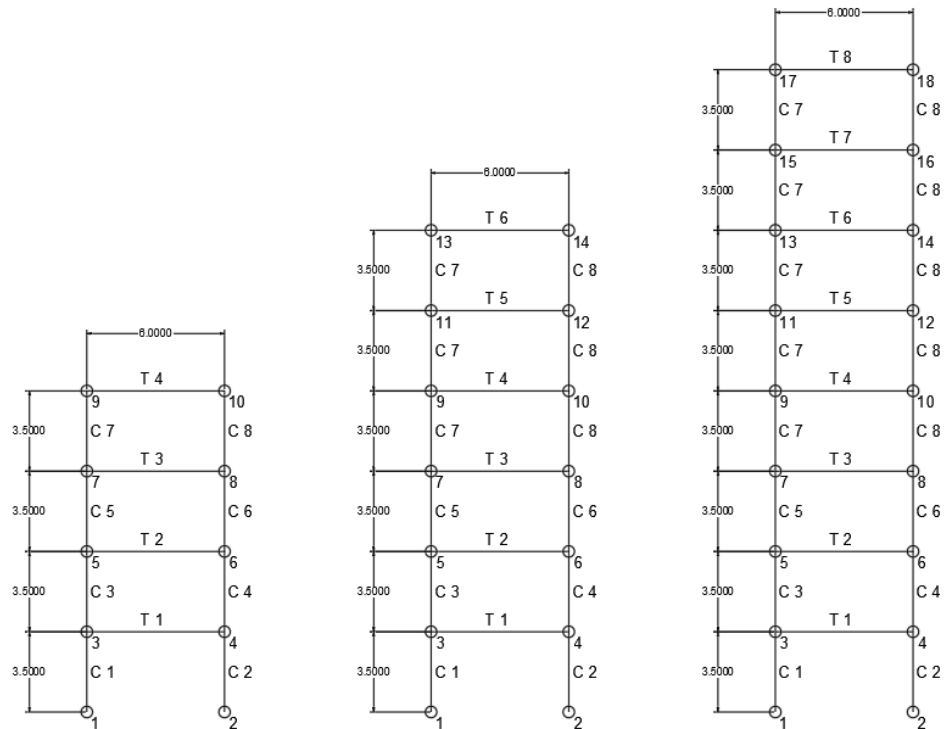 6.0000
T 4
9 10
3.5000 C 7 C 8
T 3
7 8
3.5000 C 5 C 6
T 2
5 6
3.5000 C 3 C 4
T 1
3 4
3.5000 C 1 C 2
1 2
6.0000
T 6
13 14
3.5000 C 7 C 8
T 5
11 12
3.5000 C 7 C 8
T 4
9 10
3.5000 C 7 C 8
T 3
7 8
3.5000 C 5 C 6
T 2
5 6
3.5000 C 3 C 4
T 1
3 4
3.5000 C 1 C 2
1 2
6.0000
T 8
17 18
3.5000 C 7 C 8
T 7
15 16
3.5000 C 7 C 8
T 6
13 14
3.5000 C 7 C 8
T 5
11 12
3.5000 C 7 C 8
T 4
9 10
3.5000 C 7 C 8
T 3
7 8
3.5000 C 5 C 6
T 2
5 6
3.5000 C 3 C 4
T 1
3 4
3.5000 C 1 C 2
1 2